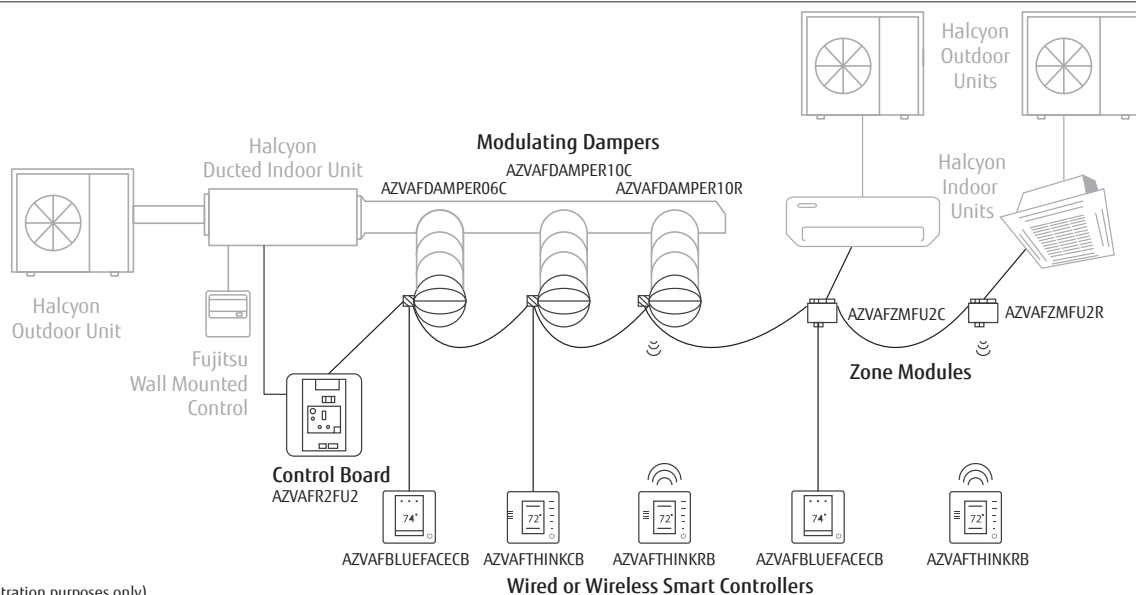 Halcyon
Outdoor
Units
Modulating Dampers
Halcyon
Ducted Indoor Unit
AZVAFDAMPER10C
AZVAFDAMPER06C
AZVAFDAMPER10R
Halcyon
Indoor
Units
Halcyon
Outdoor Unit
AZVAFZMFU2C
AZVAFZMFU2R
Fujitsu
Wall Mounted
Control
Zone Modules
Control Board
AZVAFR2FU2
74°
72°
72°
74°
72°
AZVAFBLUEFACECB
AZVAFTHINKCB
AZVAFTHINKRB
AZVAFBLUEFACECB
AZVAFTHINKRB
Wired or Wireless Smart Controllers
purposes only)